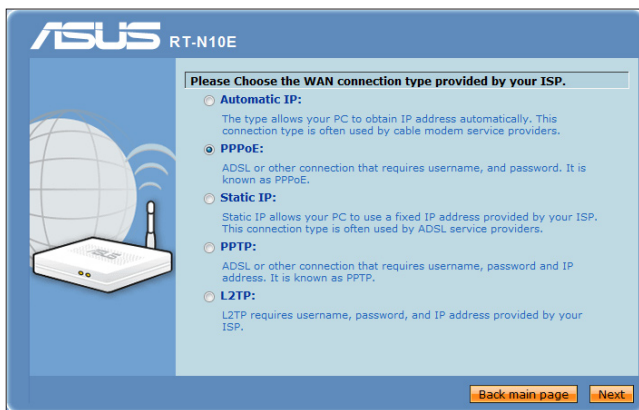 ASUS RT-N10E
Please Choose the WAN connection type provided by your ISP.
Automatic IP:
The type allows your PC to obtain IP address automatically. This
connection type is often used by cable modem service providers.
PPPoE:
ADSL or other connection that requires username, and password. It is
known as PPPoE.
Static IP:
Static IP allows your PC to use a fixed IP address provided by your ISP.
This connection type is often used by ADSL service providers.
PPTP:
ADSL or other connection that requires username, password and IP
address. It is known as PPTP.
L2TP:
L2TP requires username, password, and IP address provided by your
ISP.
ASUS
Back main page Next